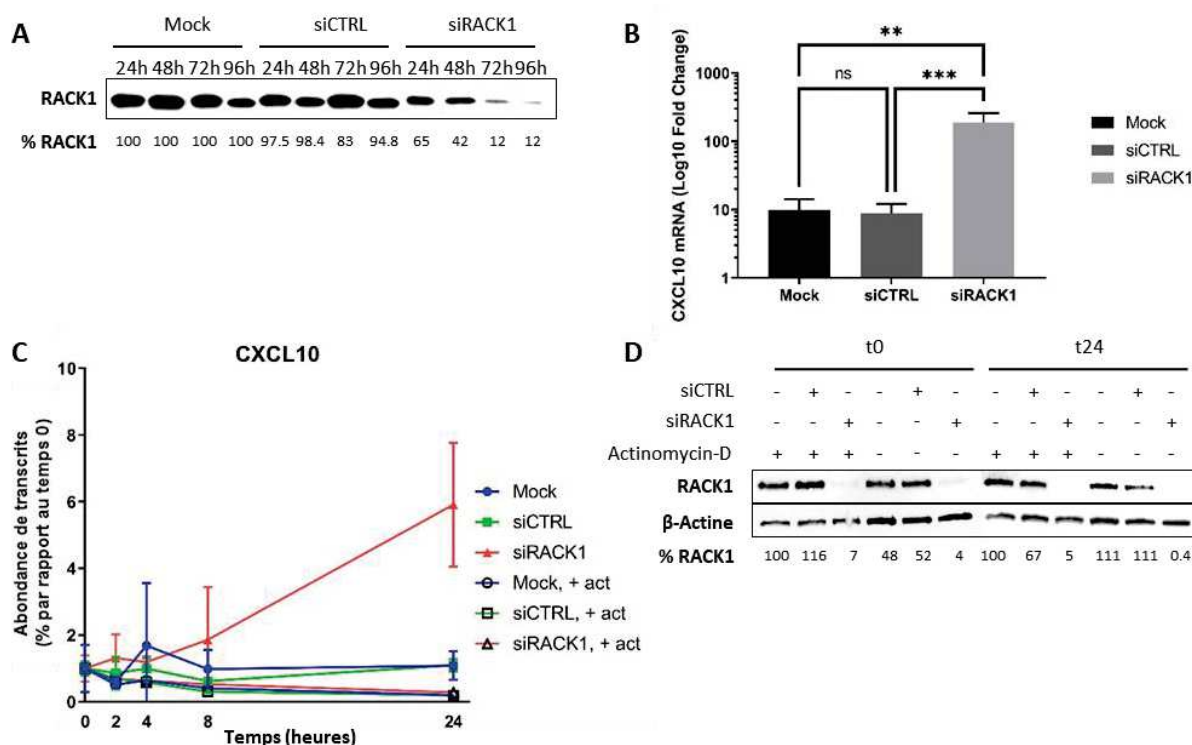 A
Mock siCTRL siRACK1
24h 48h 72h 96h 24h 48h 72h 96h 24h 48h 72h 96h
RACK1
% RACK1 100 100 100 100 97.5 98.4 83 94.8 65 42 12 12
B
CXCL10 mRNA (Log10 Fold Change)
1000
100
10
1
**
ns ***
Mock siCTRL siRACK1
Mock
siCTRL
siRACK1
C
CXCL10
Abondance de transcrits
(% par rapport au temps 0)
10
8
6
4
2
0
0 2 4 8 24
Temps (heures)
Mock
siCTRL
siRACK1
Mock, + act
siCTRL, + act
siRACK1, + act
D
t0 t24
siCTRL - + - - + - - + - - + -
siRACK1 - - + - - + - - + - - +
Actinomycin-D + + + - - - + + + - - -
RACK1
β-Actine
% RACK1 100 116 7 48 52 4 100 67 5 111 111 0.4